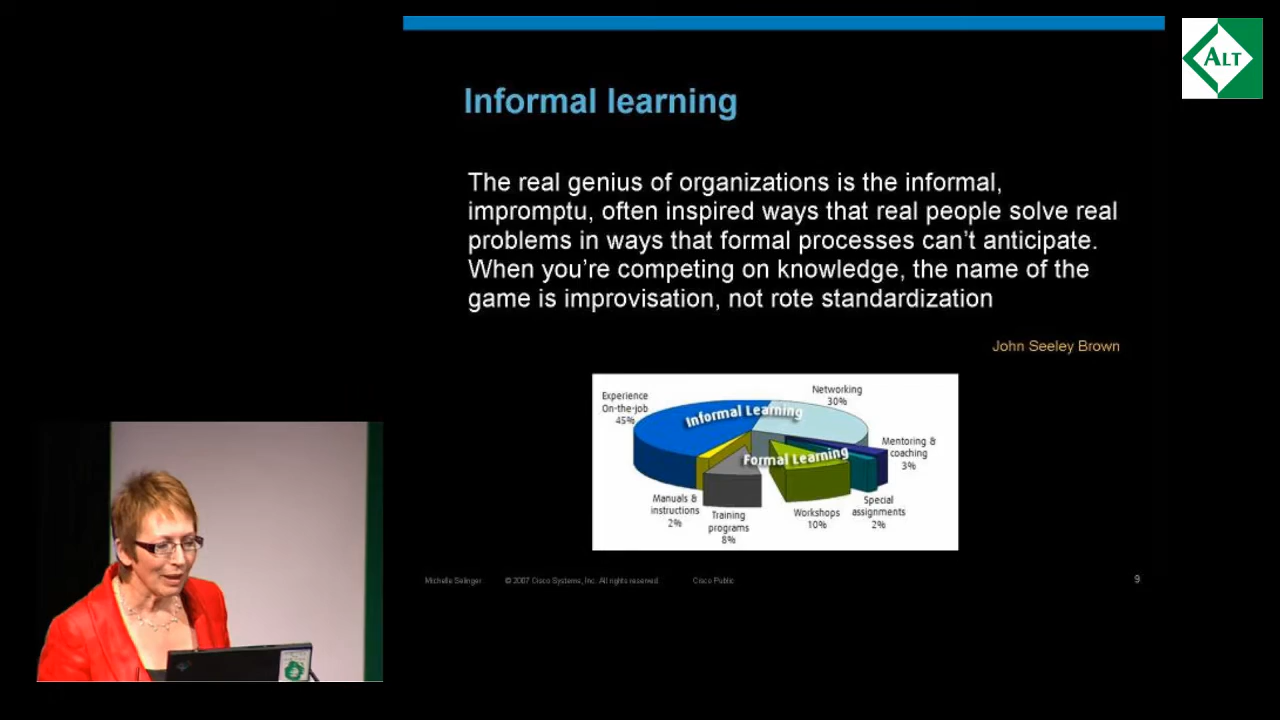 ALT
Informal learning
The real genius of organizations is the informal,
impromptu, often inspired ways that real people solve real
problems in ways that formal processes can't anticipate.
When you're competing on knowledge, the name of the
game is improvisation, not rote standardization
John Seeley Brown
Experience
On-the-job
45%
Networking
30%
Informal Learning
Formal Learning
Mentoring &
coaching
3%
Manuals &
instructions
2%
Training
programs
8%
Workshops
10%
Special
assignments
2%
Michelle Selinger © 2007 Cisco Systems, Inc. All rights reserved. Cisco Public 9